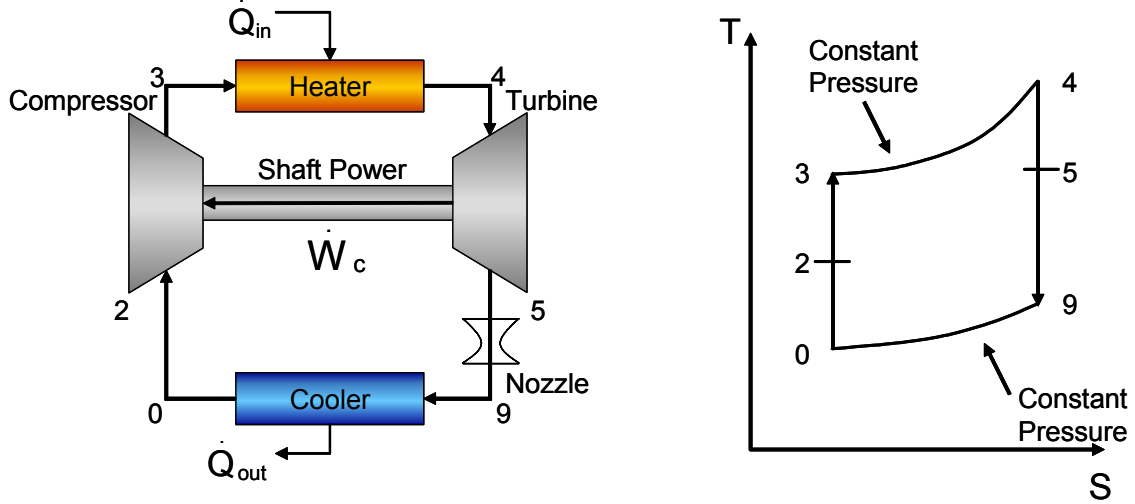 Q̇in
3
Heater
4
Compressor
Turbine
Shaft Power
Ẇc
2
5
Nozzle
0
Cooler
9
Q̇out
T
Constant
Pressure
4
3
5
2
9
0
Constant
Pressure
S